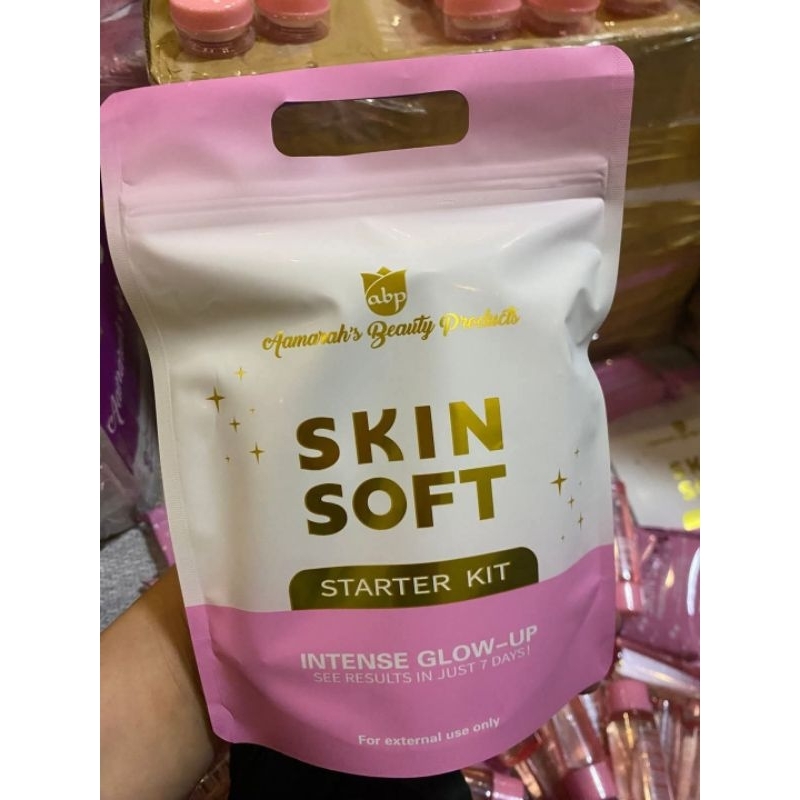 abp
Aamarah's Beauty Products
SKIN
SOFT
STARTER KIT
INTENSE GLOW-UP
SEE RESULTS IN JUST 7 DAYS!
For external use only
SKIN